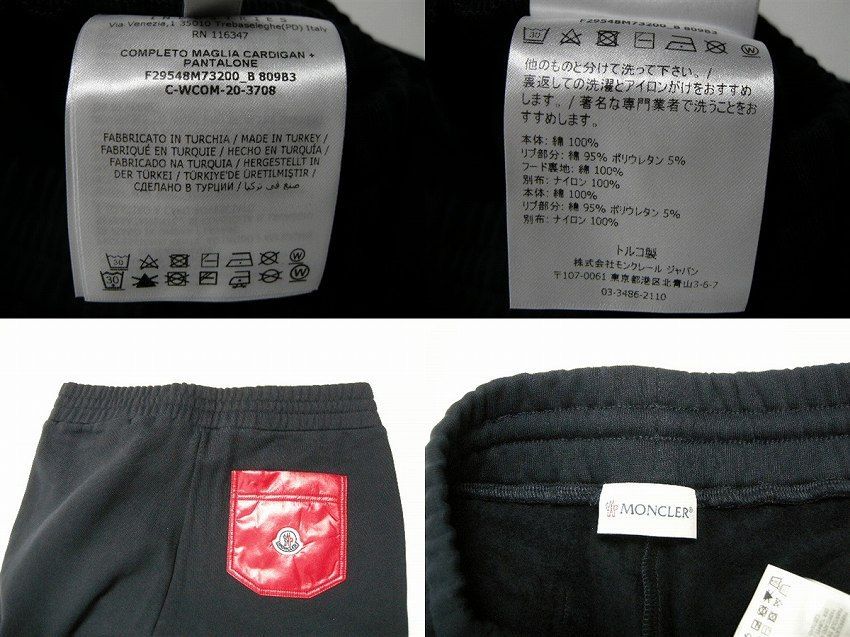 Via Venezia,1 35010 Trebaseleghe(PD) Italy
RN 116347
COMPLETO MAGLIA CARDIGAN +
PANTALONE
F29548M73200_B 809B3
C-WCOM-20-3708
FABBRICATO IN TURCHIA / MADE IN TURKEY /
FABRIQUÉ EN TURQUIE / HECHO EN TURQUÍA /
FABRICADO NA TURQUIA / HERGESTELLT IN
DER TÜRKEI / TÜRKIYE'DE ÜRETILMIŞTIR /
СДЕЛАНО В ТУРЦИИ / صنع في تركيا
30
30
30
他のものと分けて洗って下さい。/
裏返しての洗濯とアイロンがけをおすすめ
します。/ 著名な専門業者で洗うことをお
すすめします。
本体: 綿 100%
リブ部分: 綿 95% ポリウレタン 5%
フード裏地: 綿 100%
別布: ナイロン 100%
本体: 綿 100%
リブ部分: 綿 95% ポリウレタン 5%
別布: ナイロン 100%
トルコ製
株式会社モンクレール ジャパン
〒107-0061 東京都港区北青山3-6-7
03-3486-2110
MONCLER